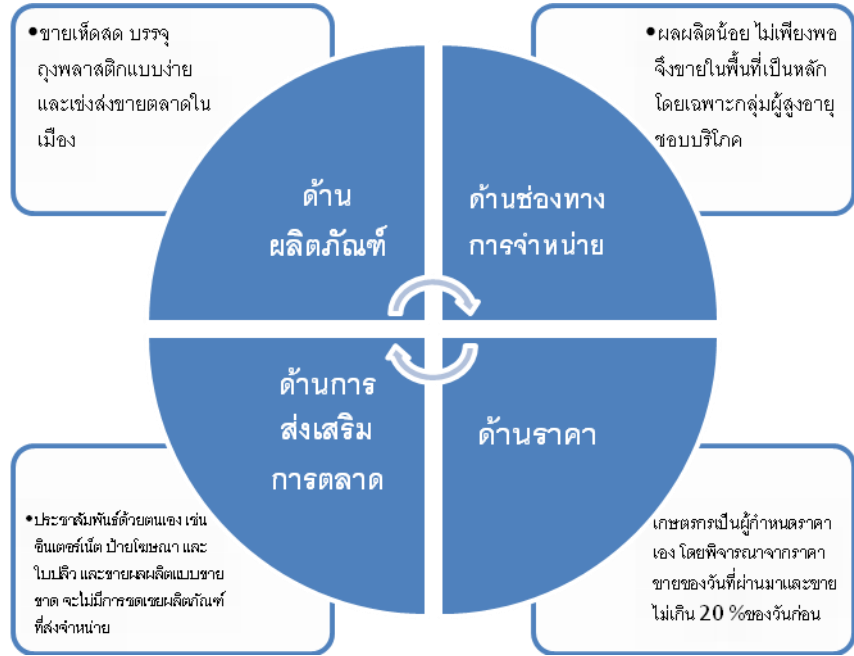 •ขายเห็ดสด บรรจุ
ถุงพลาสติกแบบง่าย
และเข่งส่งขายตลาดใน
เมือง
•ผลผลิตน้อย ไม่เพียงพอ
จึงขายในพื้นที่เป็นหลัก
โดยเฉพาะกลุ่มผู้สูงอายุ
ชอบบริโภค
ด้าน
ผลิตภัณฑ์
ด้านช่องทาง
การจำหน่าย
ด้านการ
ส่งเสริม
การตลาด
ด้านราคา
•ประชาสัมพันธ์ด้วยตนเอง เช่น
อินเตอร์เน็ต ป้ายโฆษณา และ
ใบปลิว และขายผลผลิตแบบขาย
ขาด จะไม่มีการชดเชยผลิตภัณฑ์
ที่ส่งจำหน่าย
เกษตรกรเป็นผู้กำหนดราคา
เอง โดยพิจารณาจากราคา
ขายของวันที่ผ่านมาและขาย
ไม่เกิน 20 %ของวันก่อน